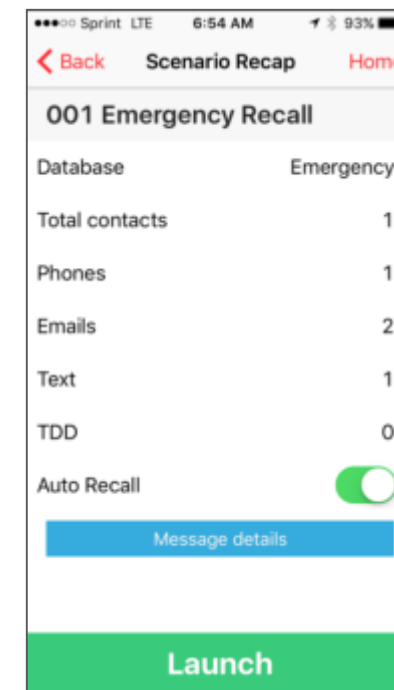 Sprint LTE 6:54 AM 93%
Back Scenario Recap Home
001 Emergency Recall
Database Emergency
Total contacts 1
Phones 1
Emails 2
Text 1
TDD 0
Auto Recall
Message details
Launch